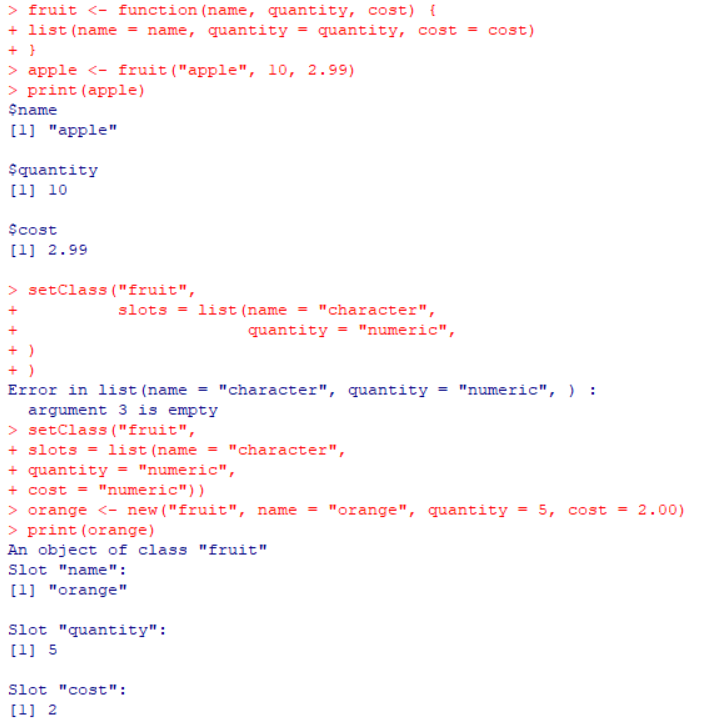 > fruit <- function(name, quantity, cost) {
+ list(name = name, quantity = quantity, cost = cost)
+ }
> apple <- fruit("apple", 10, 2.99)
> print(apple)
$name
[1] "apple"

$quantity
[1] 10

$cost
[1] 2.99

> setClass("fruit",
+          slots = list(name = "character",
+                       quantity = "numeric",
+ )
+ )
Error in list(name = "character", quantity = "numeric", ) :
  argument 3 is empty
> setClass("fruit",
+ slots = list(name = "character",
+ quantity = "numeric",
+ cost = "numeric"))
> orange <- new("fruit", name = "orange", quantity = 5, cost = 2.00)
> print(orange)
An object of class "fruit"
Slot "name":
[1] "orange"

Slot "quantity":
[1] 5

Slot "cost":
[1] 2